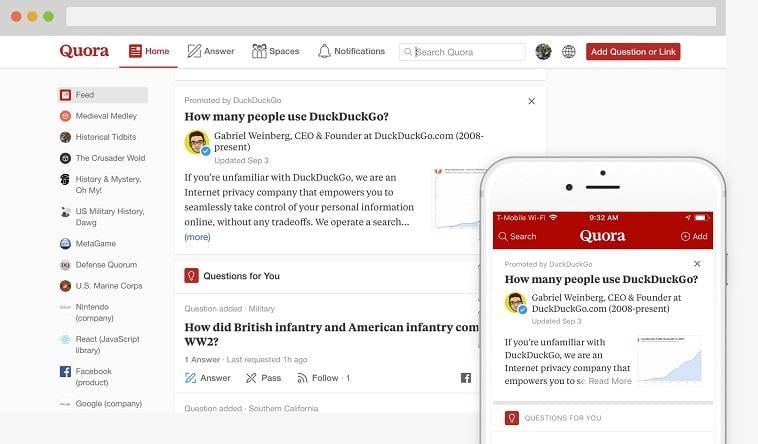 Quora
Home
Answer
Spaces
Notifications
Search Quora
Add Question or Link
Feed
Medieval Medley
Historical Tidbits
The Crusader Wold
History & Mystery,
Oh My!
US Military History,
Dawg
MetaGame
Defense Quorum
U.S. Marine Corps
Nintendo
(company)
React (JavaScript
library)
Facebook
(product)
Google (company)
Promoted by DuckDuckGo
How many people use DuckDuckGo?
Gabriel Weinberg, CEO & Founder at DuckDuckGo.com (2008-
present)
Updated Sep 3
If you're unfamiliar with DuckDuckGo, we are an
Internet privacy company that empowers you to
seamlessly take control of your personal information
online, without any tradeoffs. We operate a search...
(more)
Questions for You
Question added · Military
How did British infantry and American infantry com
WW2?
1 Answer · Last requested 1h ago
Answer
Pass
Follow · 1
Question added · Southern California
T-Mobile Wi-Fi
9:32 AM
Search
Quora
Add
Promoted by DuckDuckGo
How many people use DuckDuckGo?
Gabriel Weinberg, CEO & Founder at
DuckDuckGo.com (2008-present)
Updated Sep 3
If you're unfamiliar with
DuckDuckGo, we are an
Internet privacy company that
empowers you to se Read More
QUESTIONS FOR YOU